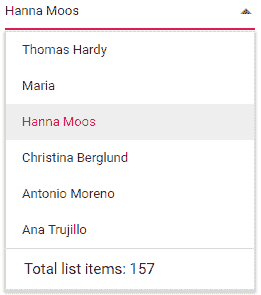 Hanna Moos
Thomas Hardy
Maria
Hanna Moos
Christina Berglund
Antonio Moreno
Ana Trujillo
Total list items: 157